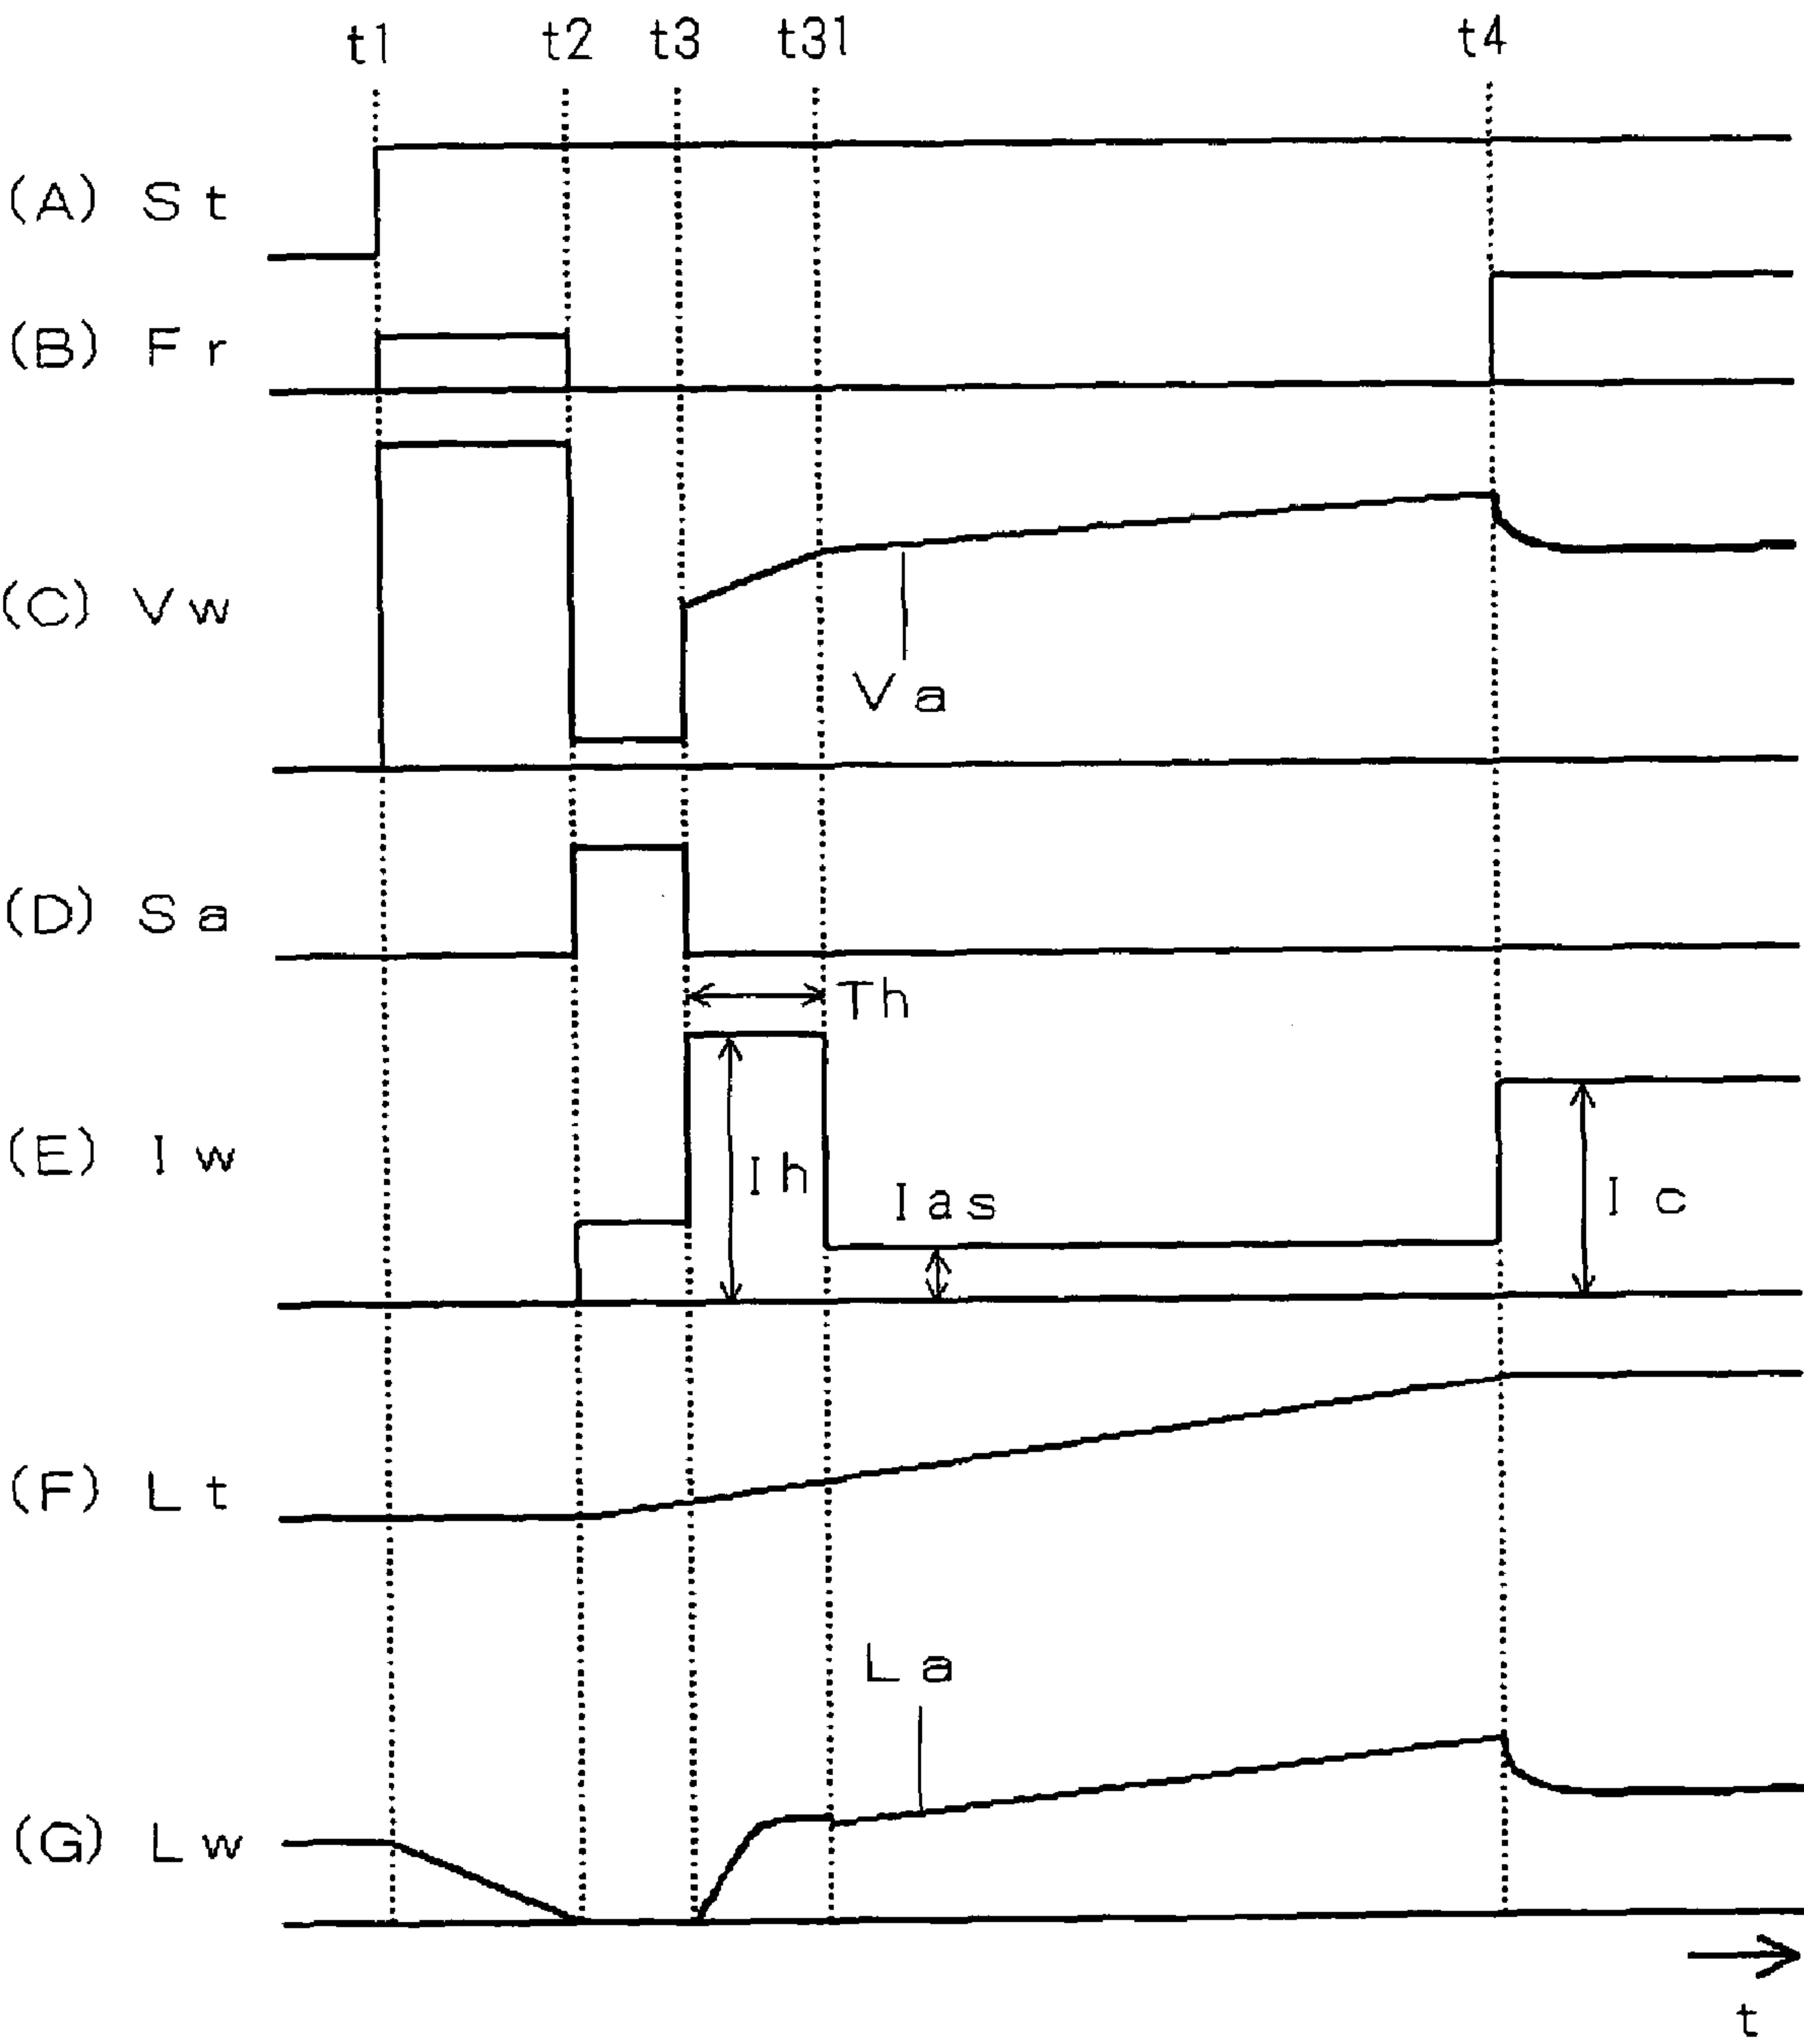 t1 t2 t3 t31 t4
(A) St
(B) Fr
(C) Vw
Va
(D) Sa
Th
(E) Iw
Ih
Ias
Ic
(F) Lt
La
(G) Lw
t